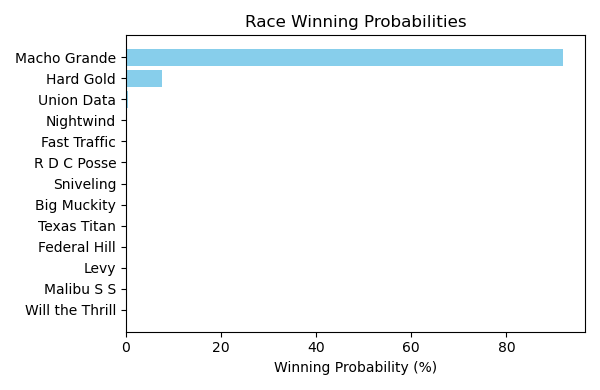 Race Winning Probabilities
Macho Grande
Hard Gold
Union Data
Nightwind
Fast Traffic
R D C Posse
Sniveling
Big Muckity
Texas Titan
Federal Hill
Levy
Malibu S S
Will the Thrill
0 20 40 60 80
Winning Probability (%)